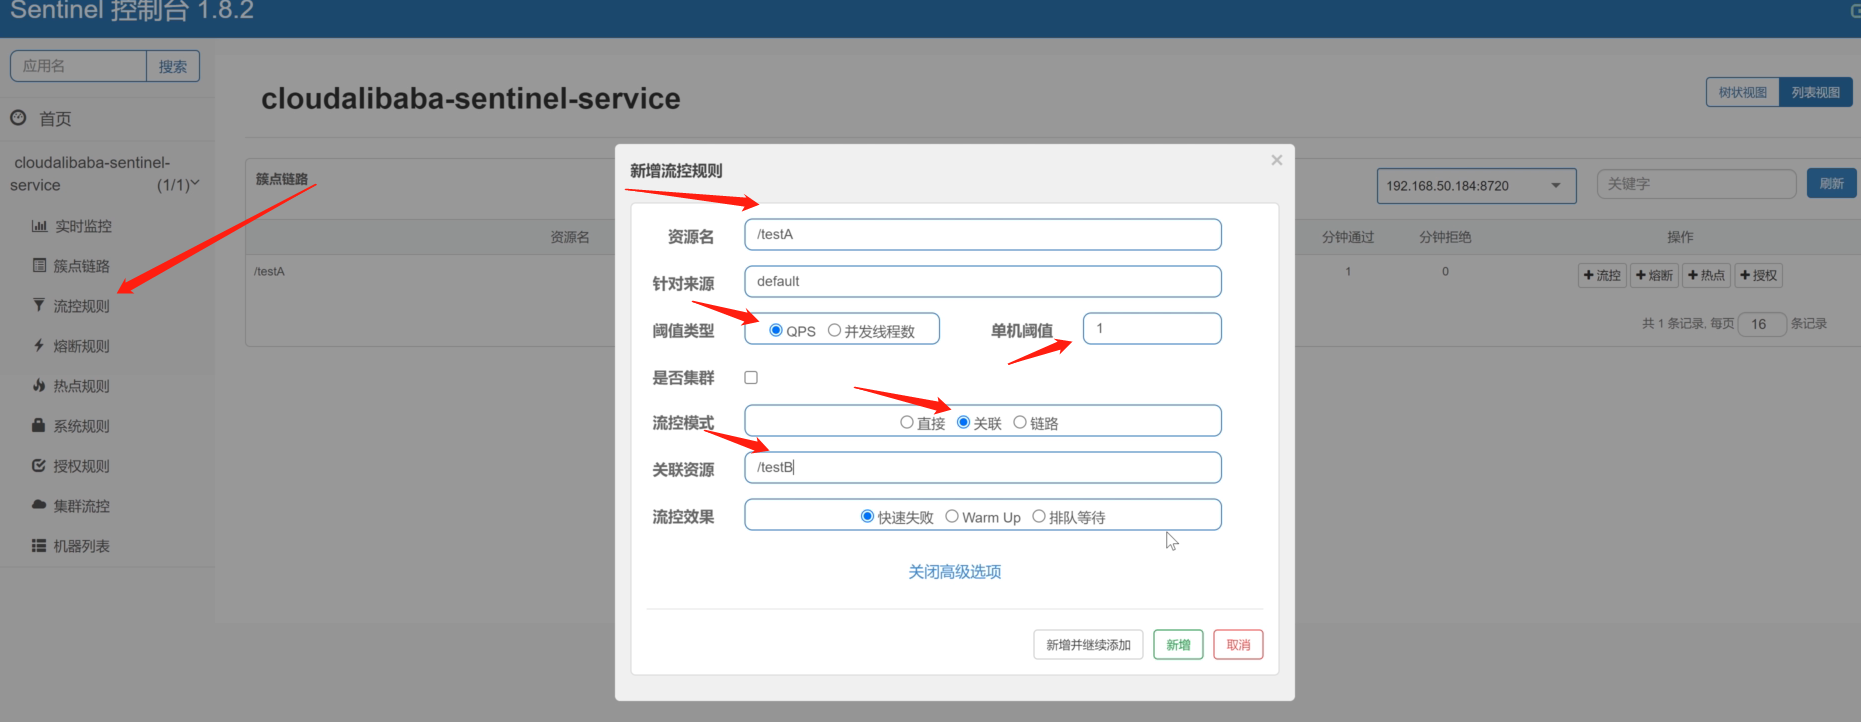 Sentinel 控制台 1.8.2
应用名 搜索
首页
cloudalibaba-sentinel-
service (1/1)
实时监控
簇点链路
流控规则
熔断规则
热点规则
系统规则
授权规则
集群流控
机器列表
cloudalibaba-sentinel-service
树状视图 列表视图
簇点链路
192.168.50.184:8720 关键字 刷新
资源名 分钟通过 分钟拒绝 操作
/testA 1 0 流控 熔断 热点 授权
共 1 条记录, 每页 16 条记录
新增流控规则
资源名 /testA
针对来源 default
阈值类型 QPS 并发线程数 单机阈值 1
是否集群
流控模式 直接 关联 链路
关联资源 /testB
流控效果 快速失败 Warm Up 排队等待
关闭高级选项
新增并继续添加 新增 取消